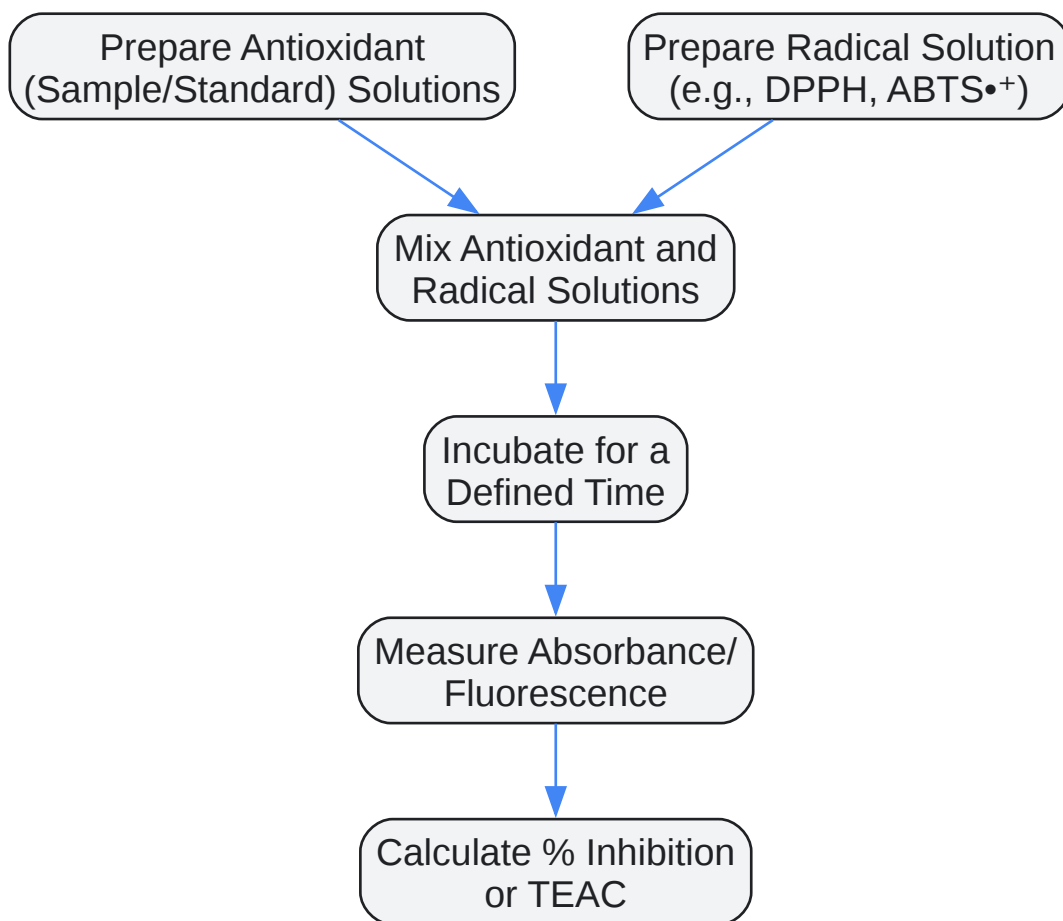 Prepare Antioxidant
(Sample/Standard) Solutions
Prepare Radical Solution
(e.g., DPPH, ABTS•⁺)
Mix Antioxidant and
Radical Solutions
Incubate for a
Defined Time
Measure Absorbance/
Fluorescence
Calculate % Inhibition
or TEAC